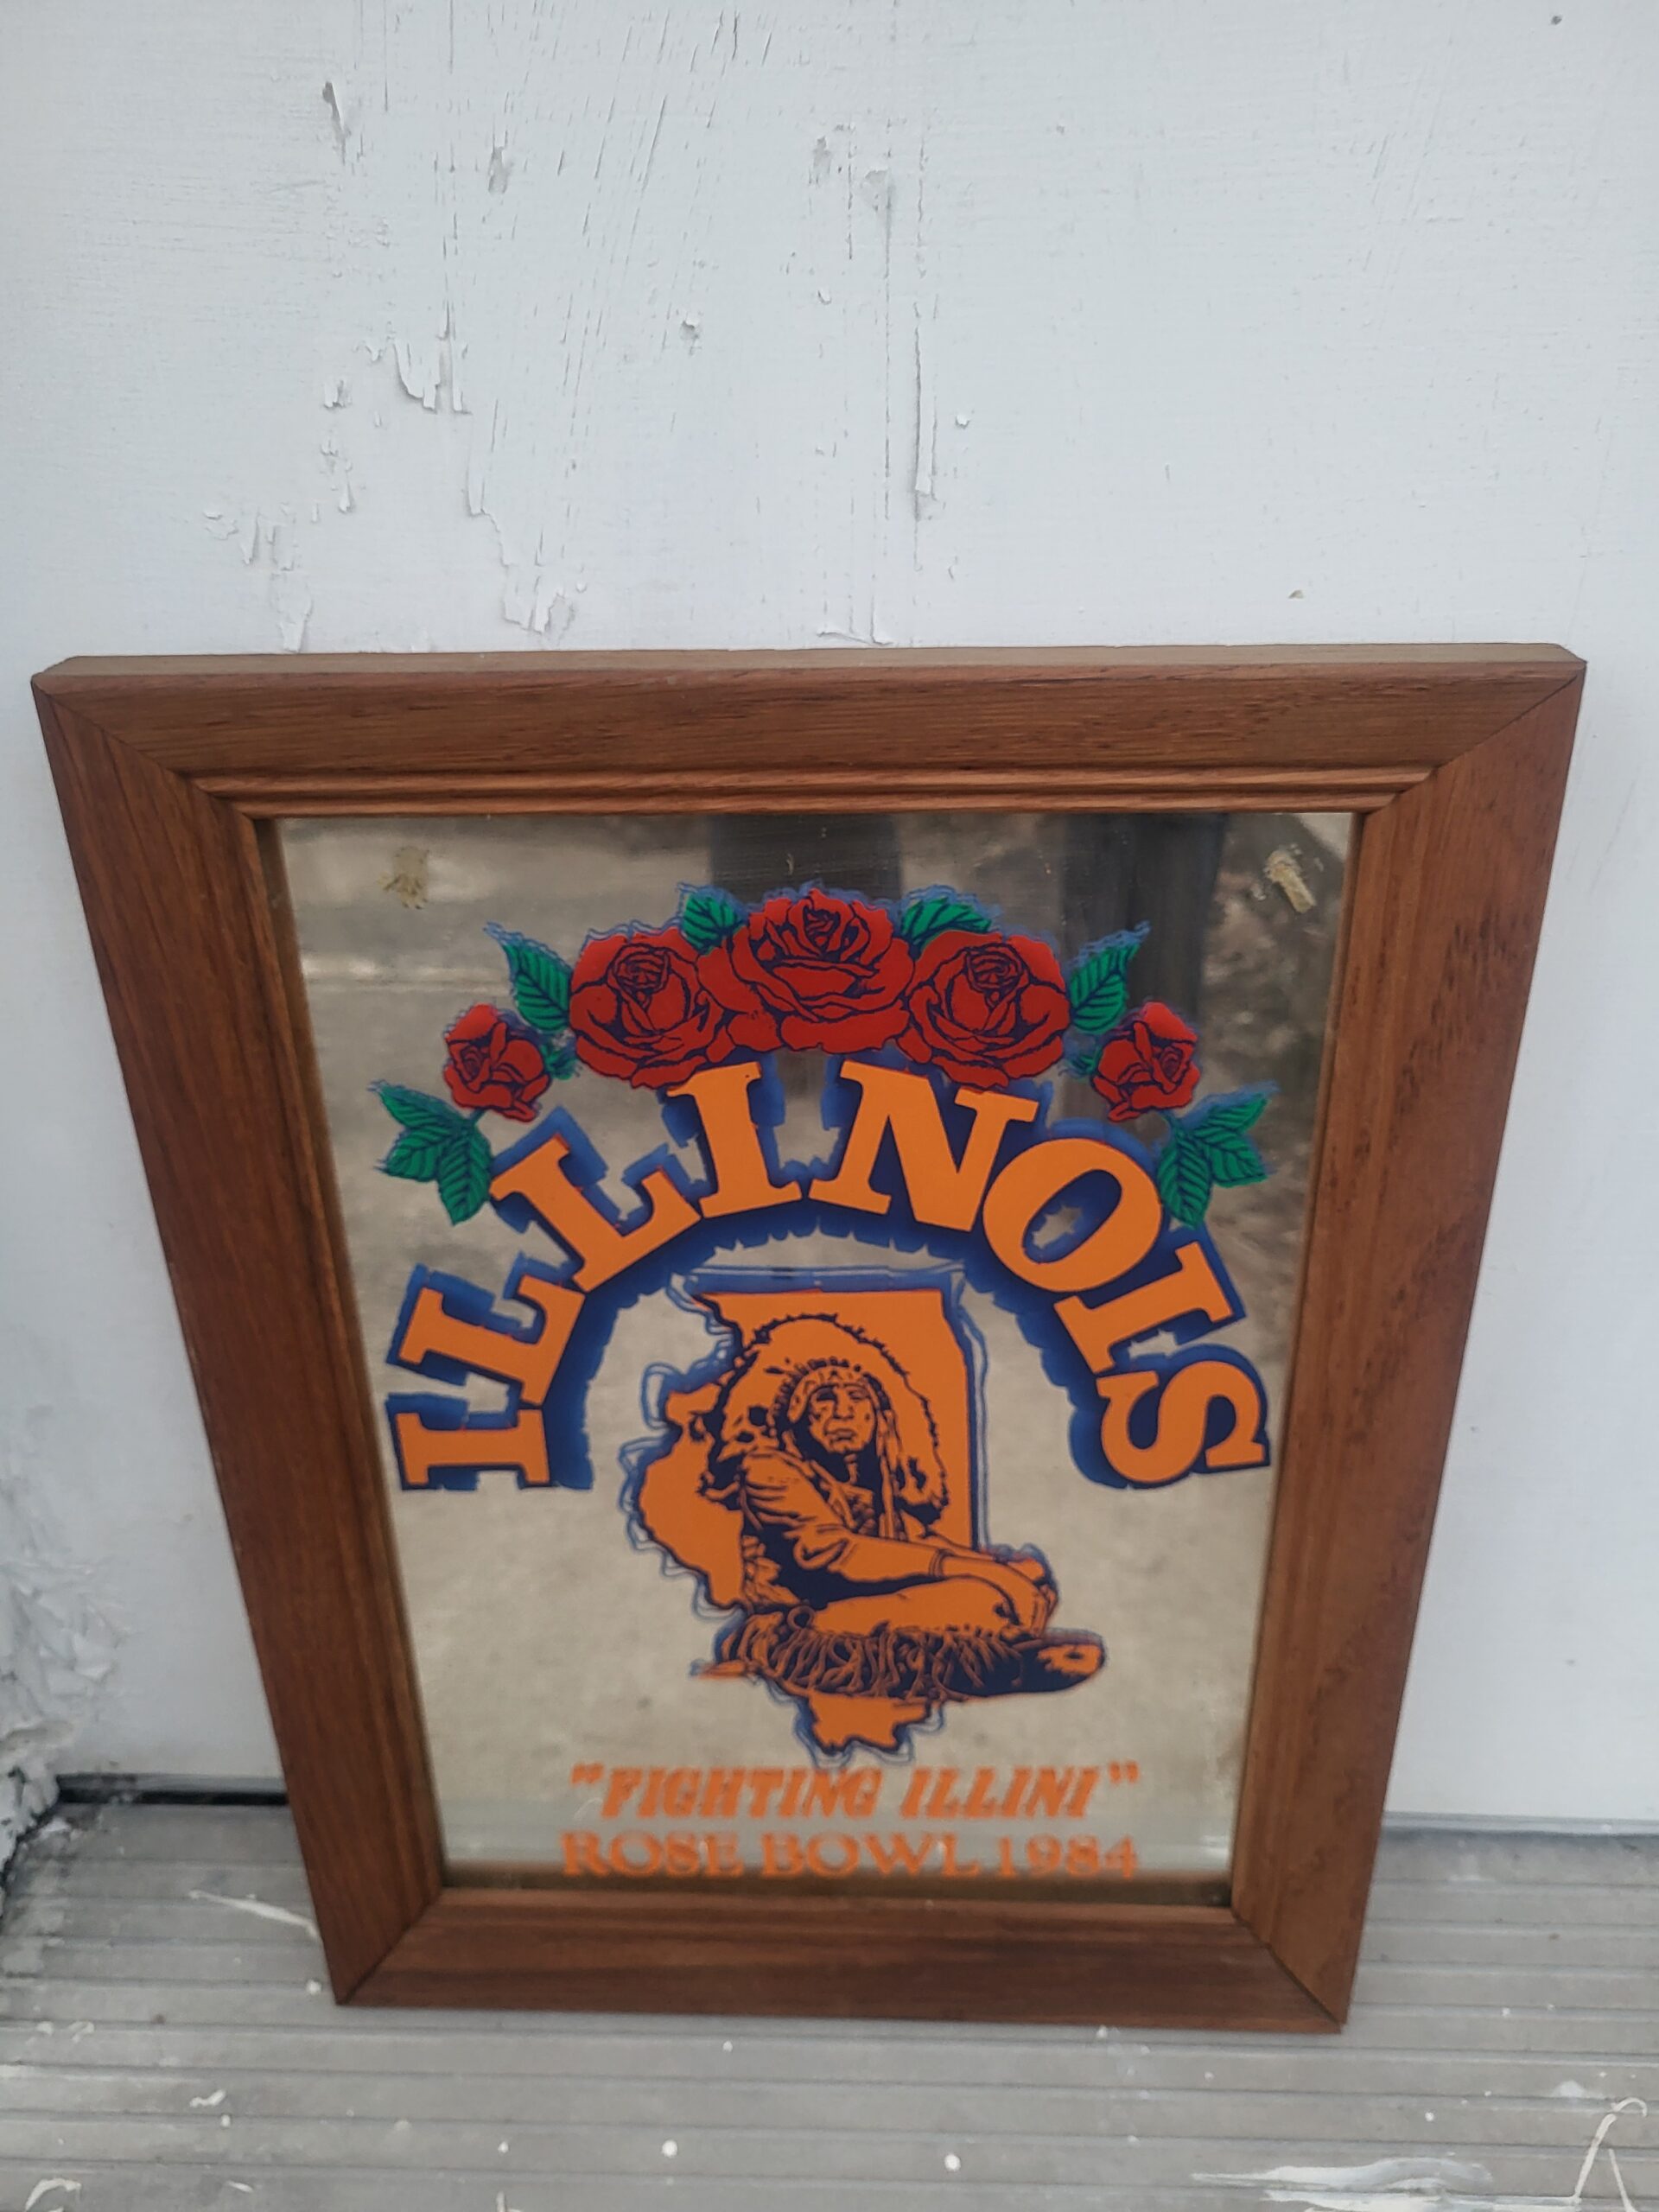 ILLINOIS
"FIGHTING ILLINI"
ROSE BOWL 1984